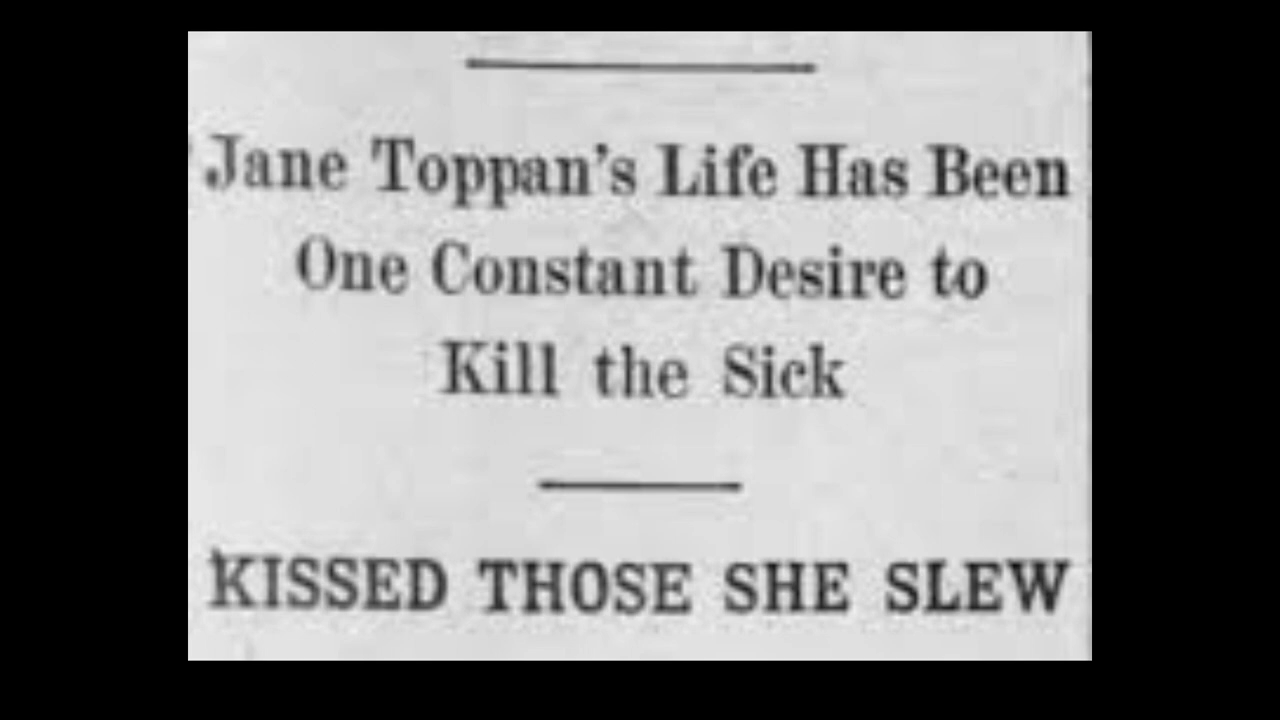 Jane Toppan's Life Has Been
One Constant Desire to
Kill the Sick
KISSED THOSE SHE SLEW